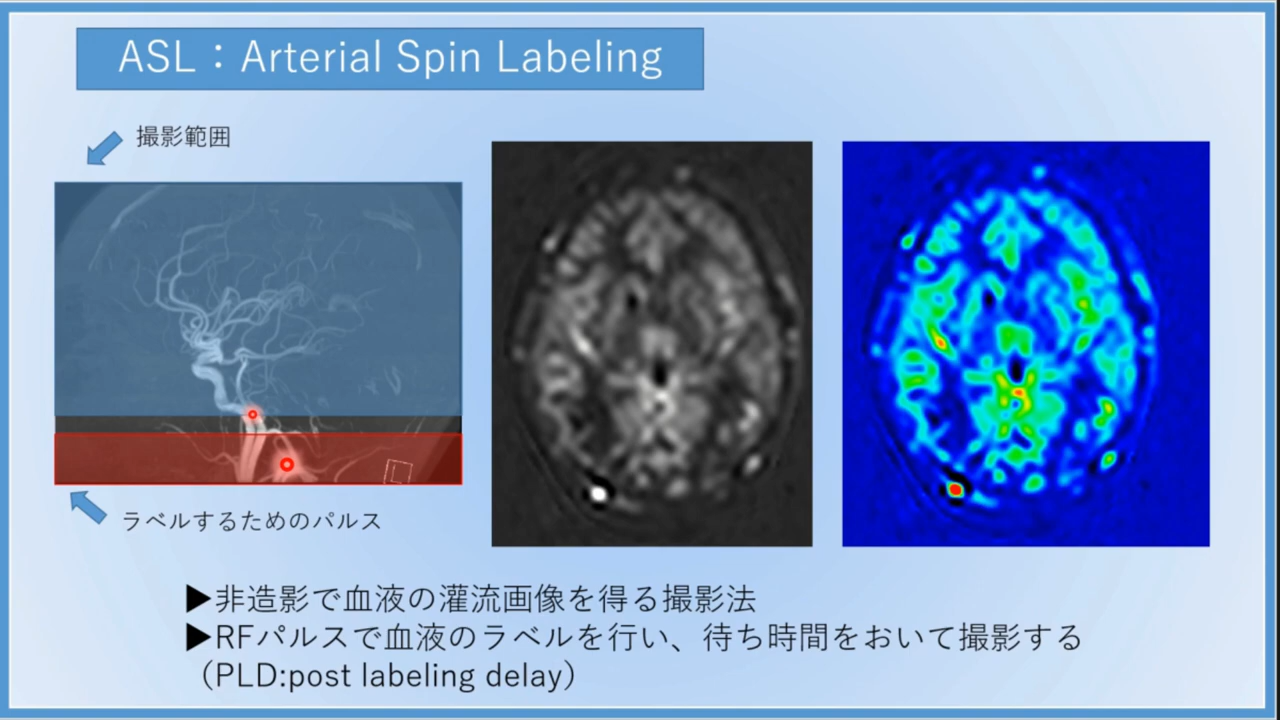 ASL：Arterial Spin Labeling
撮影範囲
L
ラベルするためのパルス
▶非造影で血液の灌流画像を得る撮影法
▶RFパルスで血液のラベルを行い、待ち時間をおいて撮影する
（PLD:post labeling delay）